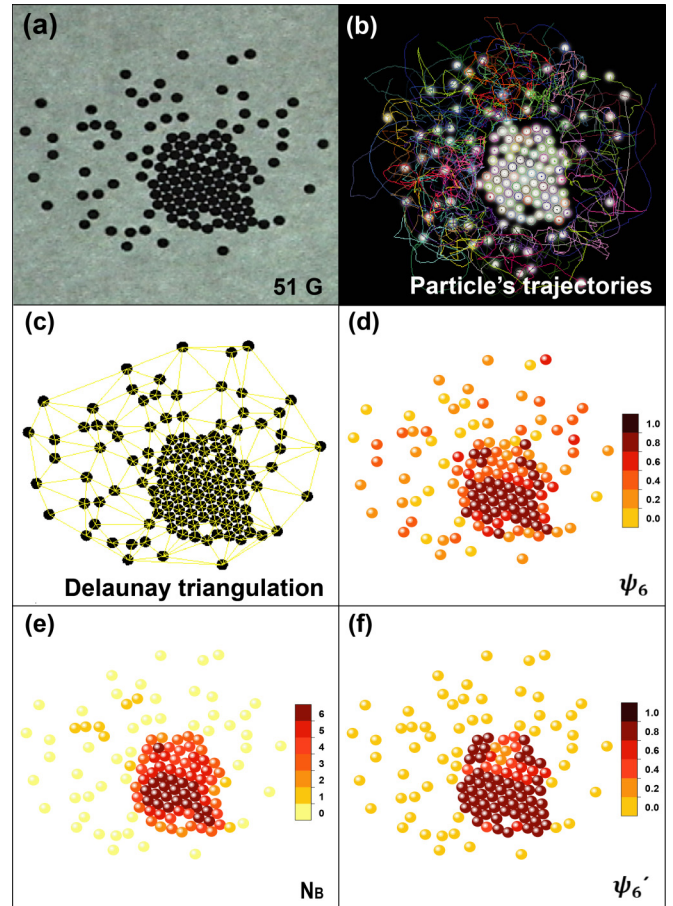 (a)
51 G
(b)
Particle's trajectories
(c)
Delaunay triangulation
(d)
1.0
0.8
0.6
0.4
0.2
0.0
ψ6
(e)
6
5
4
3
2
1
0
NB
(f)
1.0
0.8
0.6
0.4
0.2
0.0
ψ6´